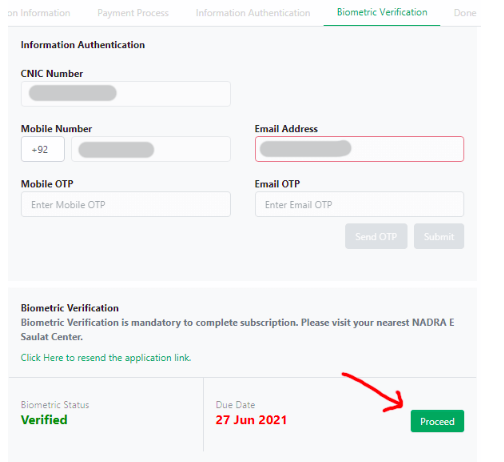 on Information Payment Process Information Authentication Biometric Verification Done
Information Authentication
CNIC Number
Mobile Number Email Address
+92
Mobile OTP Email OTP
Enter Mobile OTP Enter Email OTP
Send OTP Submit
Biometric Verification
Biometric Verification is mandatory to complete subscription. Please visit your nearest NADRA E
Saulat Center.
Click Here to resend the application link.
Biometric Status Due Date
Verified 27 Jun 2021 Proceed